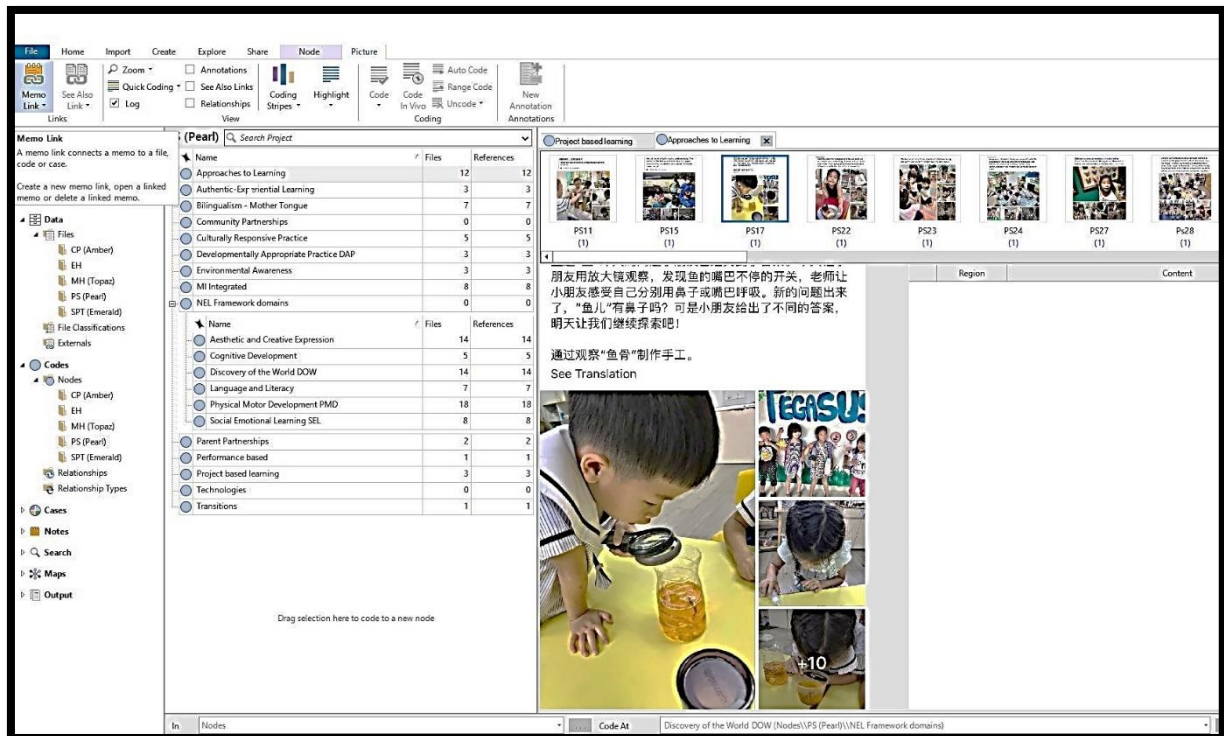 File Home Import Create Explore Share Node Picture
Memo Link
See Also Link
Zoom
Quick Coding
Log
Annotations
See Also Links
Relationships
Coding Stripes
Highlight
Code
Code In Vivo
Auto Code
Range Code
Uncode
New Annotation
Links
View
Coding
Annotations
Memo Link
A memo link connects a memo to a file, code or case.
Create a new memo link, open a linked memo or delete a linked memo.
Data
Files
CP (Amber)
EH
MH (Topaz)
PS (Pearl)
SPT (Emerald)
File Classifications
Externals
Codes
Nodes
CP (Amber)
EH
MH (Topaz)
PS (Pearl)
SPT (Emerald)
Relationships
Relationship Types
Cases
Notes
Search
Maps
Output
(Pearl) Search Project
Name Files References
Approaches to Learning 12 12
Authentic-Experiential Learning 3 3
Bilingualism - Mother Tongue 7 7
Community Partnerships 0 0
Culturally Responsive Practice 5 5
Developmentally Appropriate Practice DAP 3 3
Environmental Awareness 3 3
MI Integrated 8 8
NEL Framework domains 0 0
Name Files References
Aesthetic and Creative Expression 14 14
Cognitive Development 5 5
Discovery of the World DOW 14 14
Language and Literacy 7 7
Physical Motor Development PMD 18 18
Social Emotional Learning SEL 8 8
Parent Partnerships 2 2
Performance based 1 1
Project based learning 3 3
Technologies 0 0
Transitions 1 1
Drag selection here to code to a new node
Project based learning
Approaches to Learning
PS11 PS15 PS17 PS22 PS23 PS24 PS27 Ps28
(1) (1) (1) (1) (1) (1) (1) (1)
Region Content
朋友用放大镜观察，发现鱼的嘴巴不停的开关，老师让
小朋友感受自己分别用鼻子或嘴巴呼吸。新的问题出来
了，“鱼儿”有鼻子吗？可是小朋友给出了不同的答案，
明天让我们继续探索吧！
通过观察“鱼骨”制作手工。
See Translation
TEGASUS
+10
In Nodes
Code At Discovery of the World DOW (Nodes\\PS (Pearl)\\NEL Framework domains)